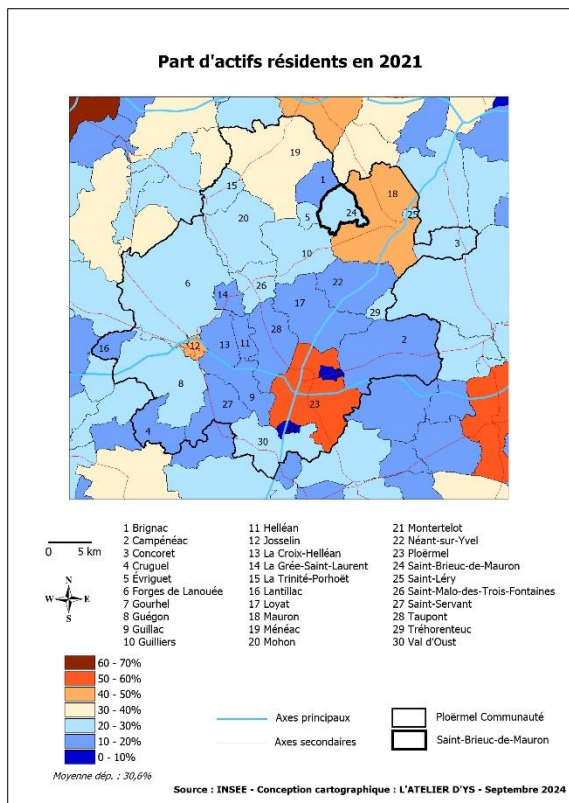 Part d'actifs résidents en 2021
19
1
18
15
24
25
5
20
3
10
6
26
14
22
17
29
28
12
13
11
2
16
8
23
27
9
4
30
0 5 km
N
W E
S
1 Brignac
2 Campénéac
3 Concoret
4 Cruguel
5 Évriguet
6 Forges de Lanouée
7 Gourhel
8 Guégon
9 Guillac
10 Guilliers
11 Helléan
12 Josselin
13 La Croix-Helléan
14 La Grée-Saint-Laurent
15 La Trinité-Porhoët
16 Lantillac
17 Loyat
18 Mauron
19 Ménéac
20 Mohon
21 Montertelot
22 Néant-sur-Yvel
23 Ploërmel
24 Saint-Brieuc-de-Mauron
25 Saint-Léry
26 Saint-Malo-des-Trois-Fontaines
27 Saint-Servant
28 Taupont
29 Tréhorenteuc
30 Val d'Oust
60 - 70%
50 - 60%
40 - 50%
30 - 40%
20 - 30%
10 - 20%
0 - 10%
Moyenne dép. : 30,6%
Axes principaux
Axes secondaires
Ploërmel Communauté
Saint-Brieuc-de-Mauron
Source : INSEE - Conception cartographique : L'ATELIER D'YS - Septembre 2024